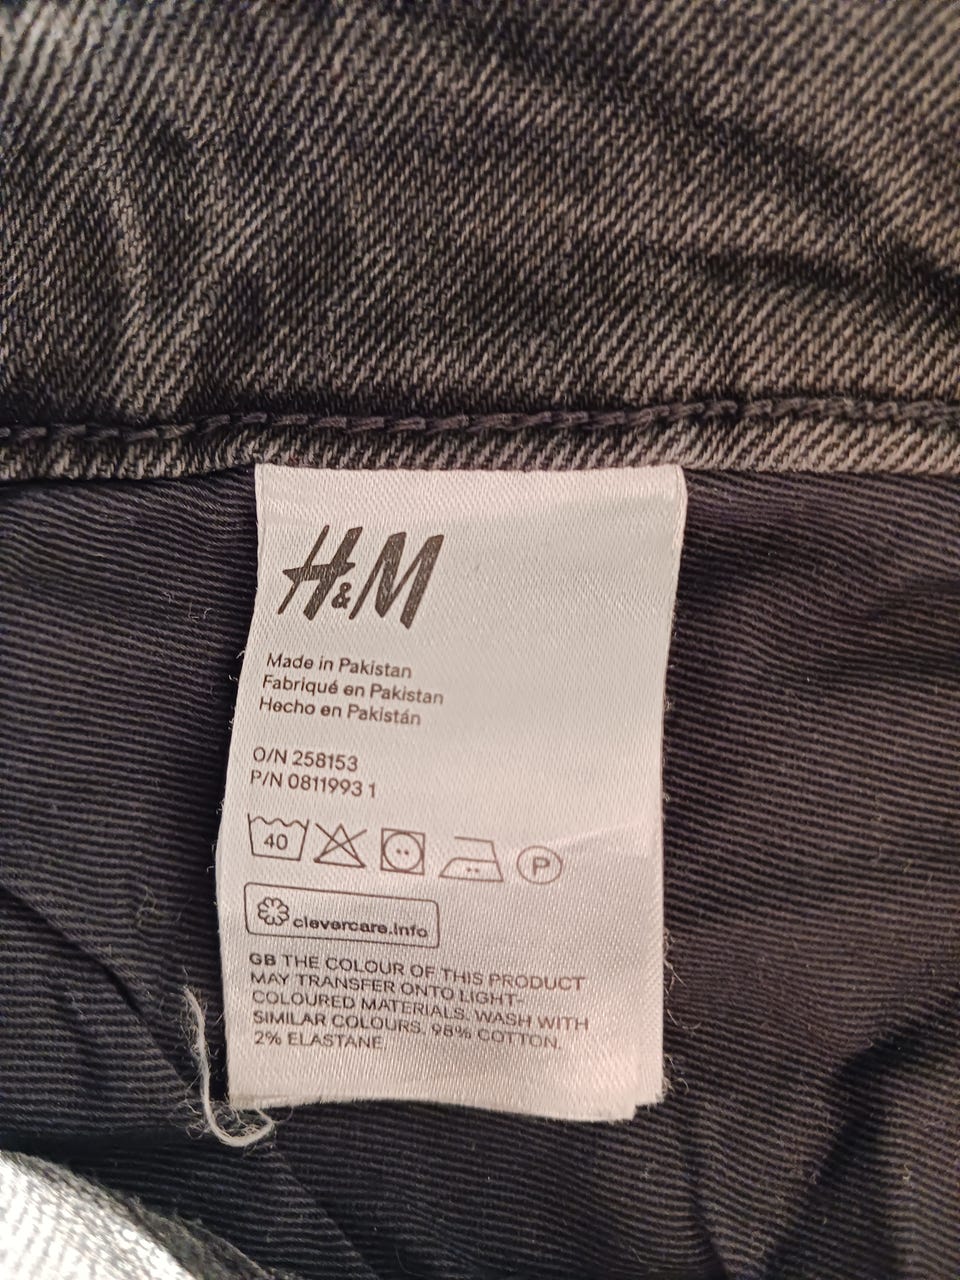 H&M
Made in Pakistan
Fabriqué en Pakistan
Hecho en Pakistán
O/N 258153
P/N 0811993 1
40 P
clevercare.info
GB THE COLOUR OF THIS PRODUCT
MAY TRANSFER ONTO LIGHT-
COLOURED MATERIALS. WASH WITH
SIMILAR COLOURS. 98% COTTON,
2% ELASTANE